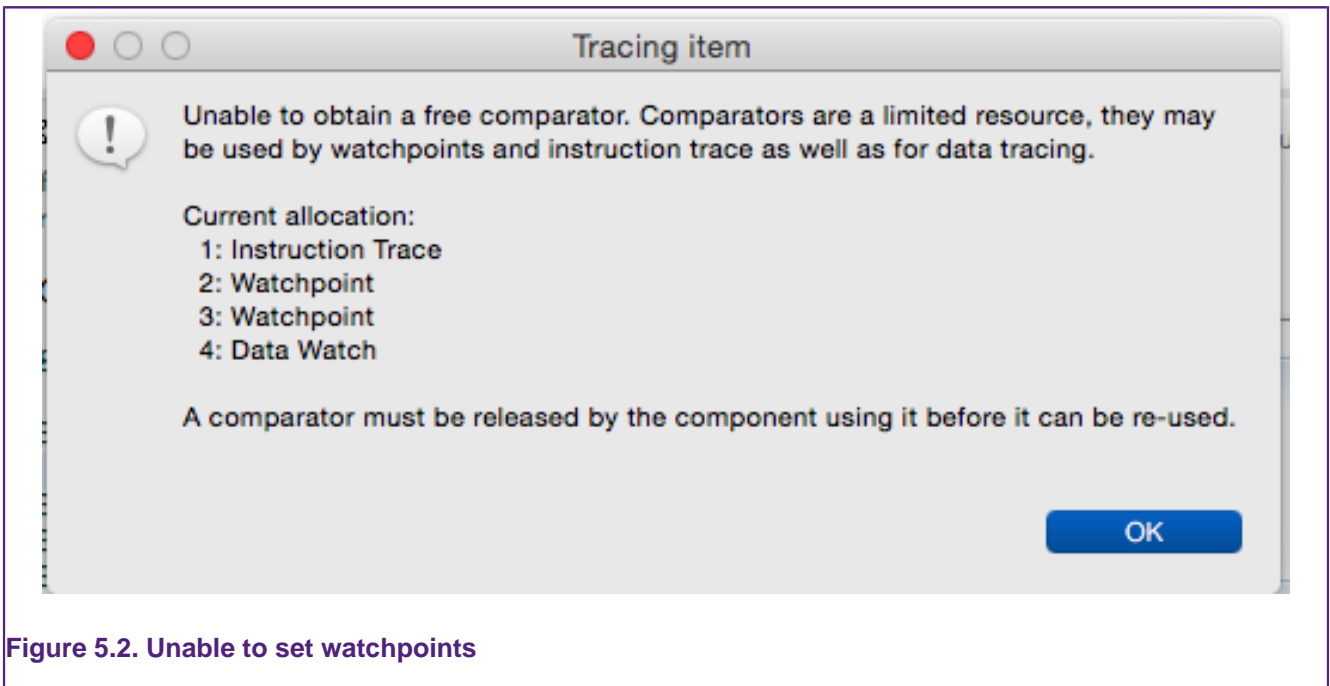 Tracing item
Unable to obtain a free comparator. Comparators are a limited resource, they may
be used by watchpoints and instruction trace as well as for data tracing.
Current allocation:
1: Instruction Trace
2: Watchpoint
3: Watchpoint
4: Data Watch
A comparator must be released by the component using it before it can be re-used.
OK
Figure 5.2. Unable to set watchpoints